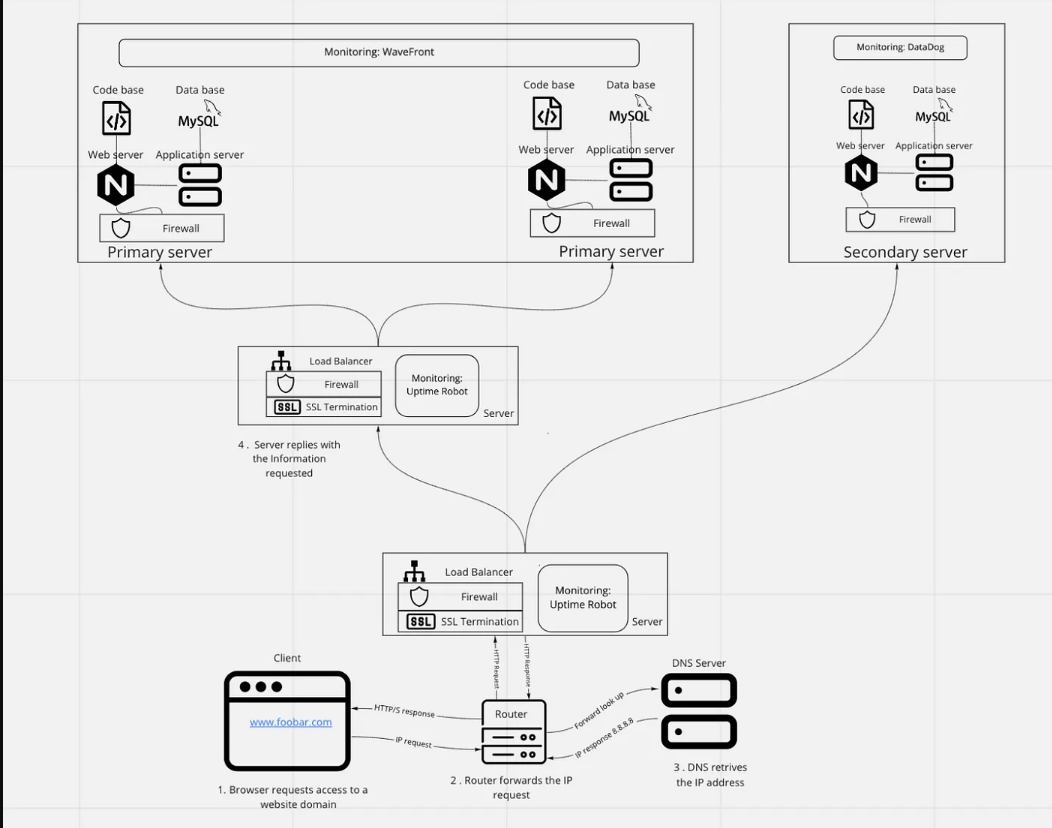 Monitoring: WaveFront
Code base
Data base
</>
MySQL
Web server
Application server
N
Firewall
Primary server
Code base
Data base
</>
MySQL
Web server
Application server
N
Firewall
Primary server
Monitoring: DataDog
Code base
Data base
</>
MySQL
Web server
Application server
N
Firewall
Secondary server
Load Balancer
Firewall
SSL
SSL Termination
Monitoring:
Uptime Robot
Server
4 . Server replies with
the Information
requested
Load Balancer
Firewall
SSL
SSL Termination
Monitoring:
Uptime Robot
Server
HTTP Request
HTTP Response
Client
www.foobar.com
HTTP/S response
IP request
1. Browser requests access to a
website domain
Router
2 . Router forwards the IP
request
Forward look up
IP response 8.8.8.8
DNS Server
3 . DNS retrives
the IP address